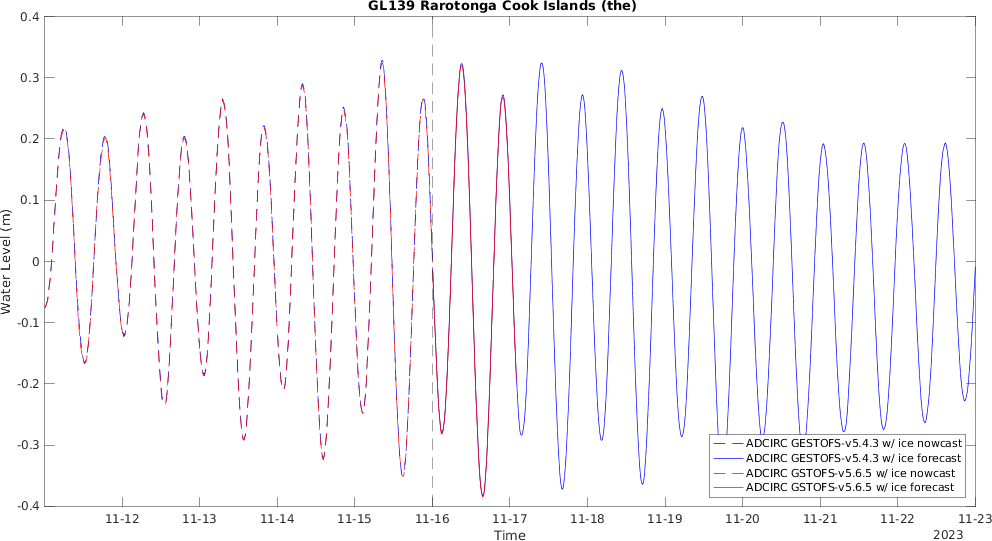 GL139 Rarotonga Cook Islands (the)
0.4
0.3
0.2
0.1
0
-0.1
-0.2
-0.3
-0.4
Water Level (m)
ADCIRC GESTOFS-v5.4.3 w/ ice nowcast
ADCIRC GESTOFS-v5.4.3 w/ ice forecast
ADCIRC GSTOFS-v5.6.5 w/ ice nowcast
ADCIRC GSTOFS-v5.6.5 w/ ice forecast
11-12 11-13 11-14 11-15 11-16 11-17 11-18 11-19 11-20 11-21 11-22 11-23
Time
2023